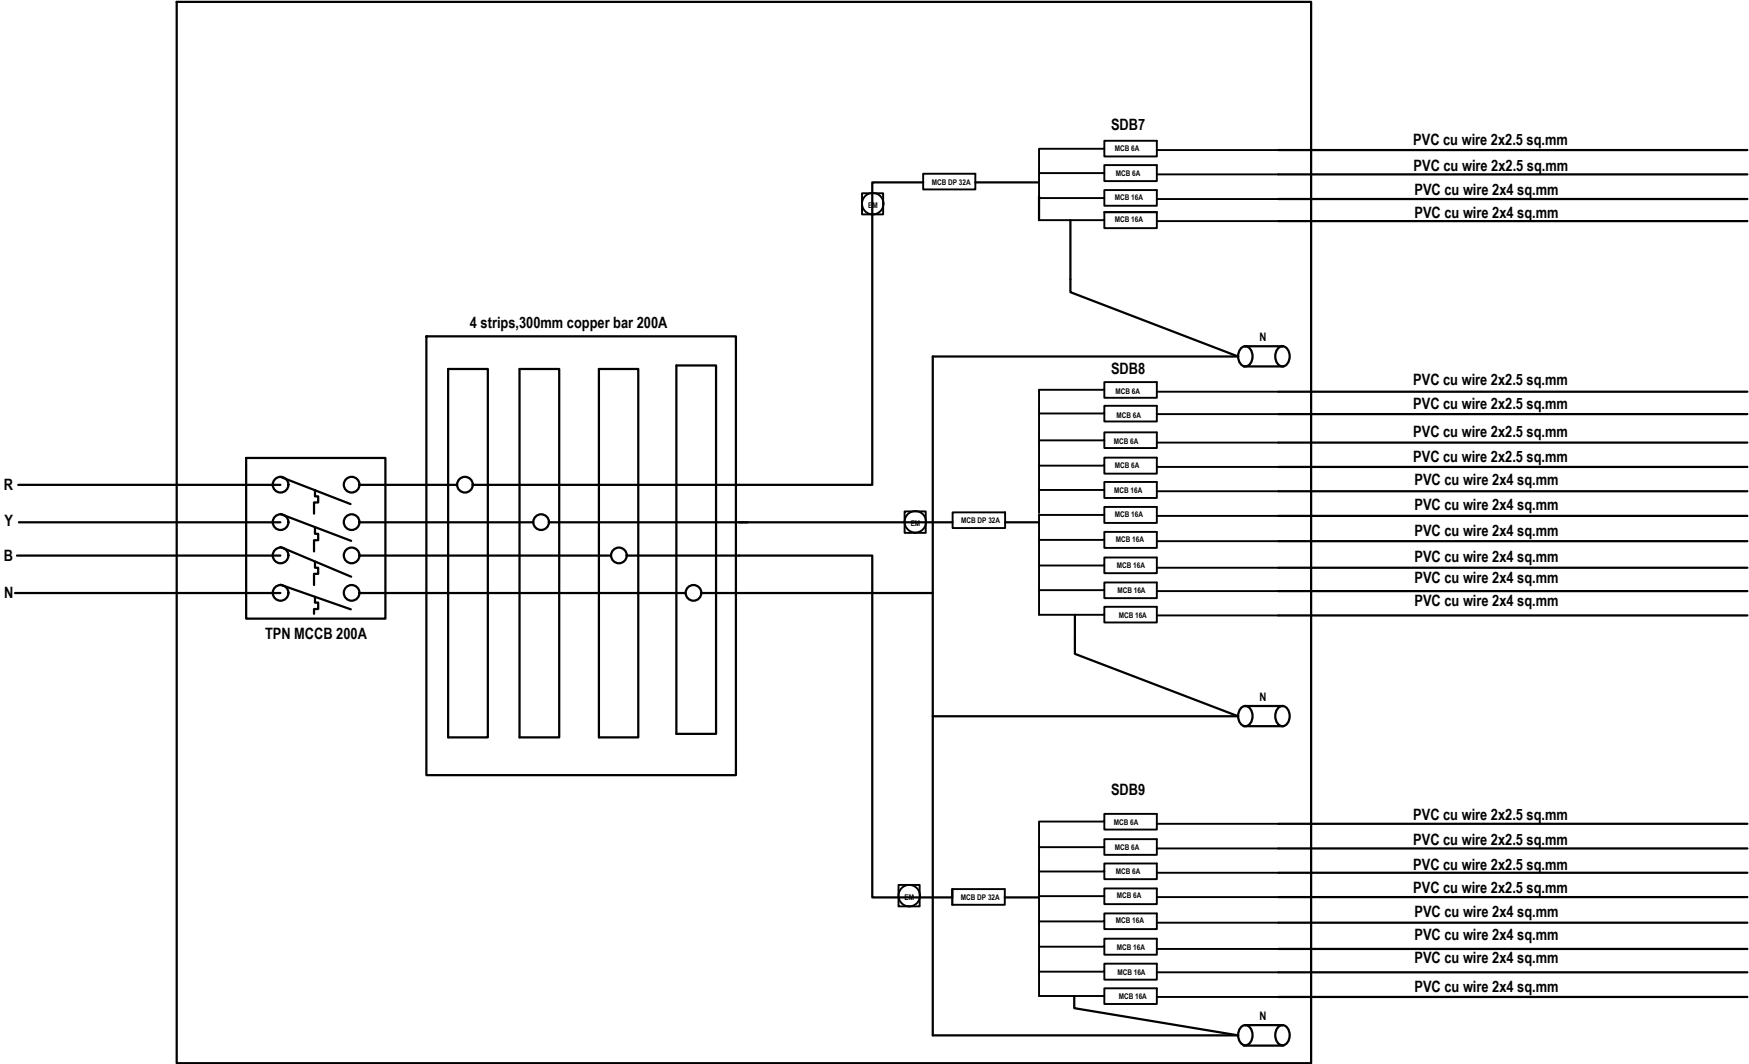 SDB7
MCB 6A
PVC cu wire 2x2.5 sq.mm
MCB 6A
PVC cu wire 2x2.5 sq.mm
MCB DP 32A
MCB 16A
PVC cu wire 2x4 sq.mm
EM
MCB 16A
PVC cu wire 2x4 sq.mm
4 strips,300mm copper bar 200A
N
SDB8
MCB 6A
PVC cu wire 2x2.5 sq.mm
MCB 6A
PVC cu wire 2x2.5 sq.mm
MCB 6A
PVC cu wire 2x2.5 sq.mm
MCB 6A
PVC cu wire 2x2.5 sq.mm
R
MCB 16A
PVC cu wire 2x4 sq.mm
Y
EM
MCB DP 32A
MCB 16A
PVC cu wire 2x4 sq.mm
MCB 16A
PVC cu wire 2x4 sq.mm
B
MCB 16A
PVC cu wire 2x4 sq.mm
N
MCB 16A
PVC cu wire 2x4 sq.mm
MCB 16A
PVC cu wire 2x4 sq.mm
TPN MCCB 200A
N
SDB9
MCB 6A
PVC cu wire 2x2.5 sq.mm
MCB 6A
PVC cu wire 2x2.5 sq.mm
MCB 6A
PVC cu wire 2x2.5 sq.mm
EM
MCB DP 32A
MCB 6A
PVC cu wire 2x2.5 sq.mm
MCB 16A
PVC cu wire 2x4 sq.mm
MCB 16A
PVC cu wire 2x4 sq.mm
MCB 16A
PVC cu wire 2x4 sq.mm
MCB 16A
PVC cu wire 2x4 sq.mm
N